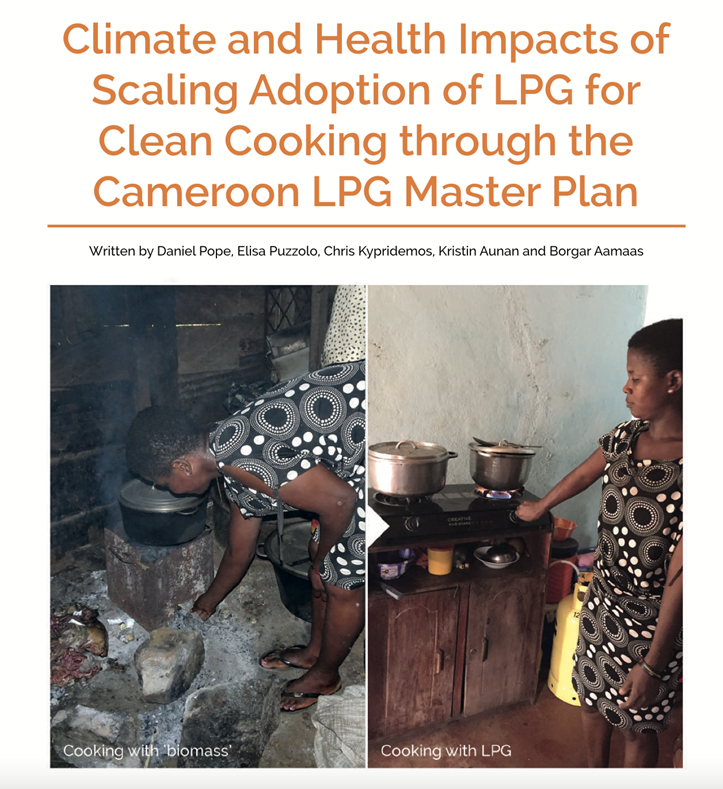 Climate and Health Impacts of
Scaling Adoption of LPG for
Clean Cooking through the
Cameroon LPG Master Plan
Written by Daniel Pope, Elisa Puzzolo, Chris Kypridemos, Kristin Aunan and Borgar Aamaas
CREATIVE
Cooking with 'biomass'
Cooking with LPG